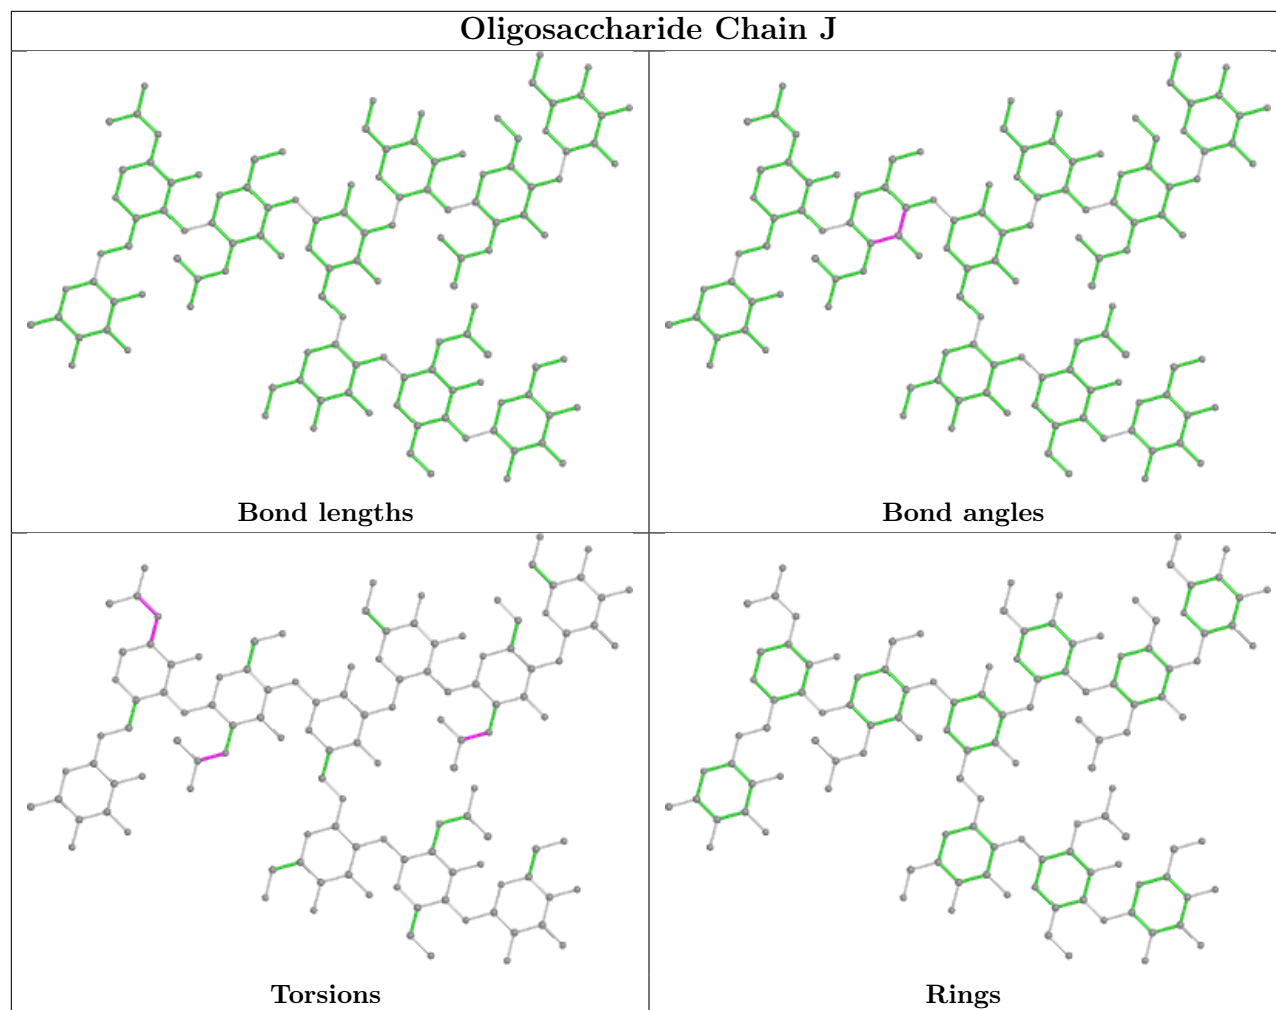 Oligosaccharide Chain J
Bond lengths
Bond angles
Torsions
Rings